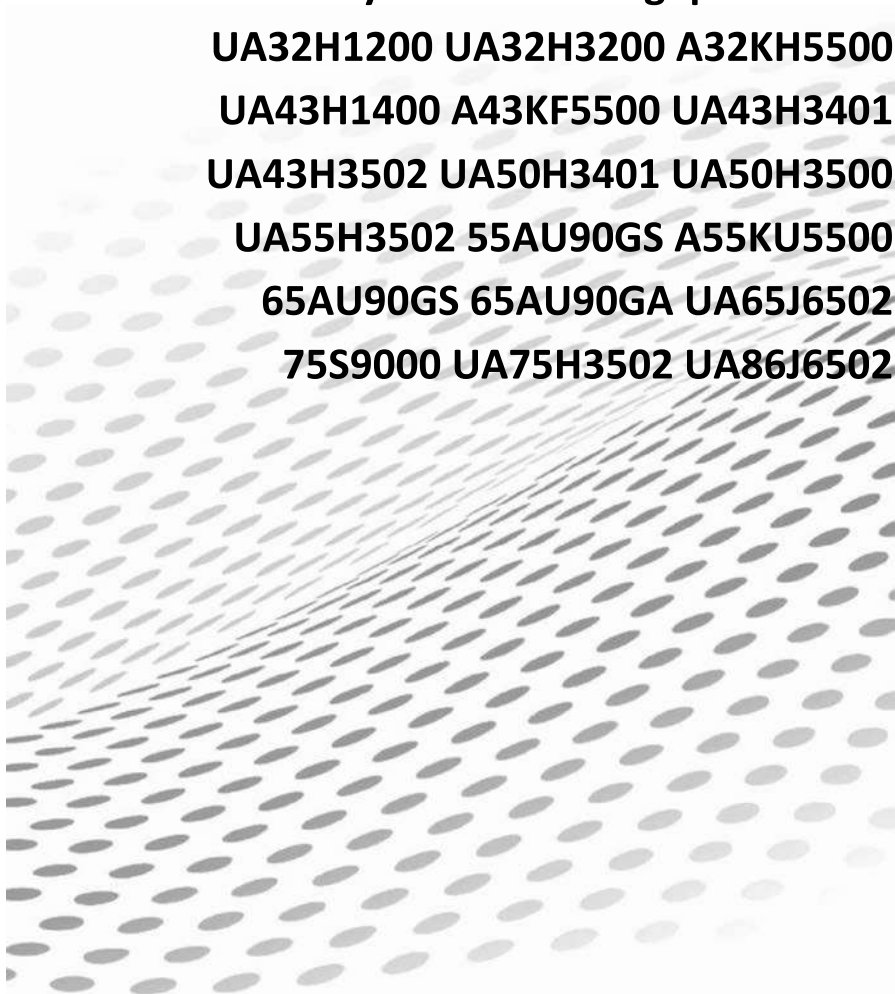 UA32H1200 UA32H3200 A32KH5500
UA43H1400 A43KF5500 UA43H3401
UA43H3502 UA50H3401 UA50H3500
UA55H3502 55AU90GS A55KU5500
65AU90GS 65AU90GA UA65J6502
75S9000 UA75H3502 UA86J6502